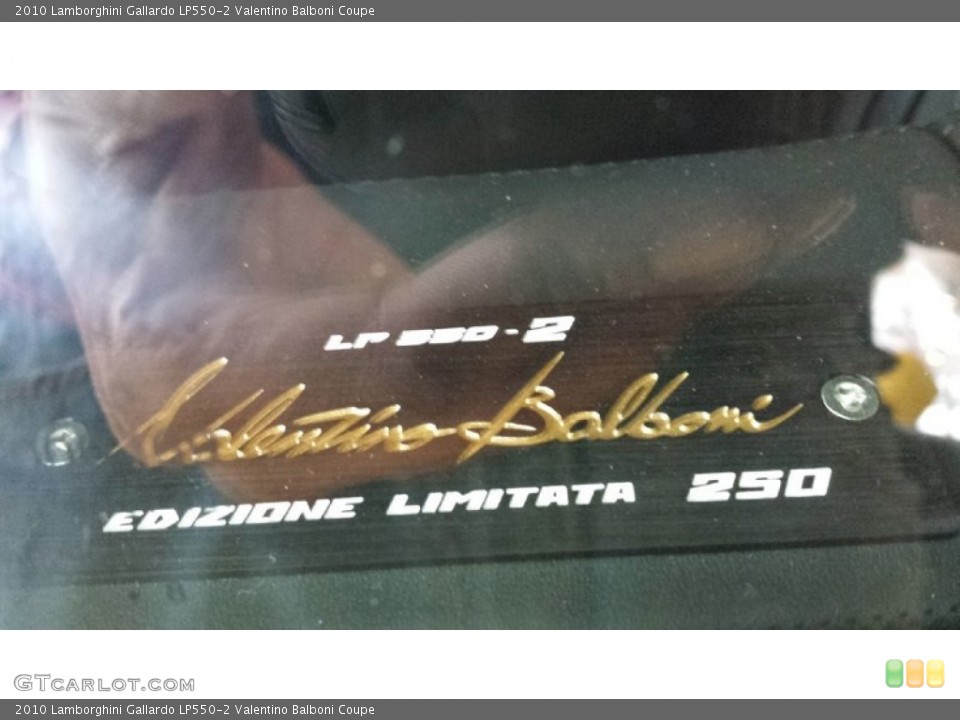 2010 Lamborghini Gallardo LP550-2 Valentino Balboni Coupe
LP 550-2
Valentino Balboni
EDIZIONE LIMITATA 250
GTCARLOT.COM
2010 Lamborghini Gallardo LP550-2 Valentino Balboni Coupe